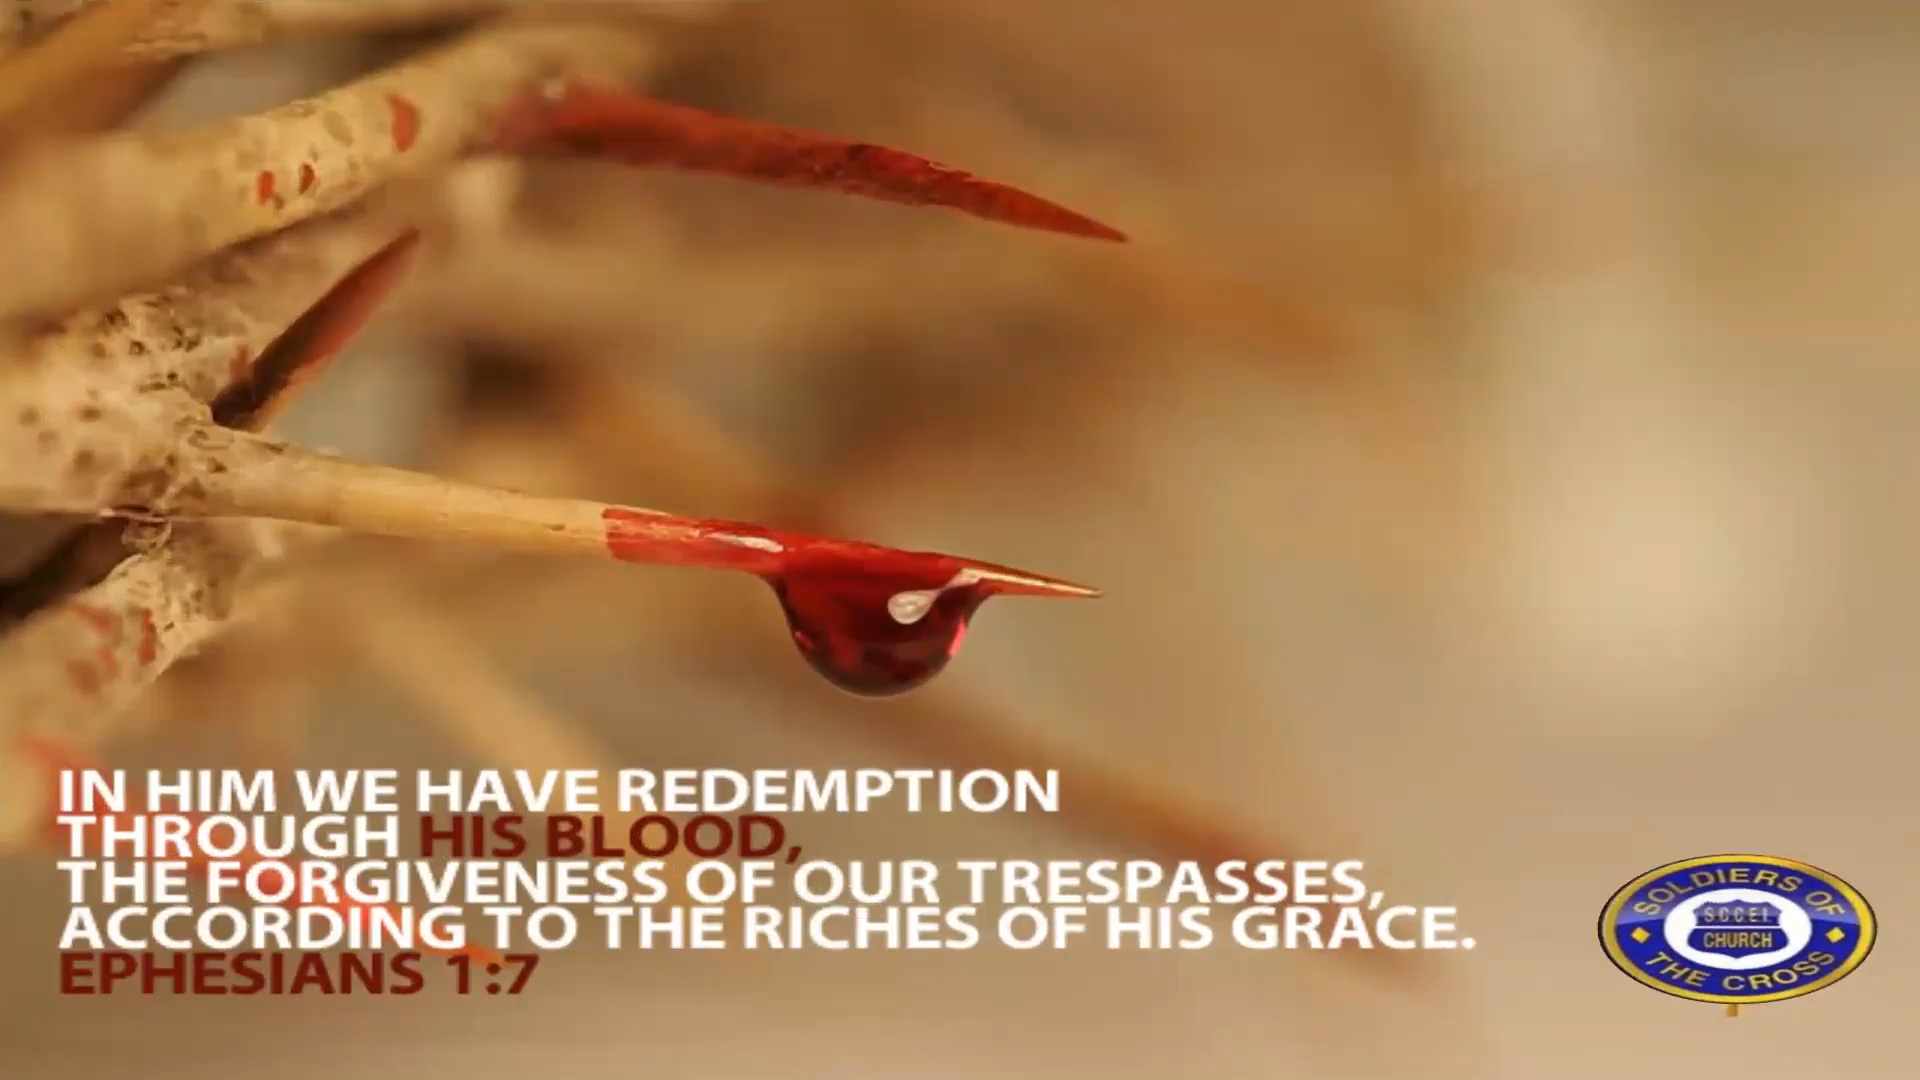 IN HIM WE HAVE REDEMPTION
THROUGH HIS BLOOD,
THE FORGIVENESS OF OUR TRESPASSES,
ACCORDING TO THE RICHES OF HIS GRACE.
EPHESIANS 1:7
SOLDIERS OF
SCCEI
CHURCH
THE CROSS